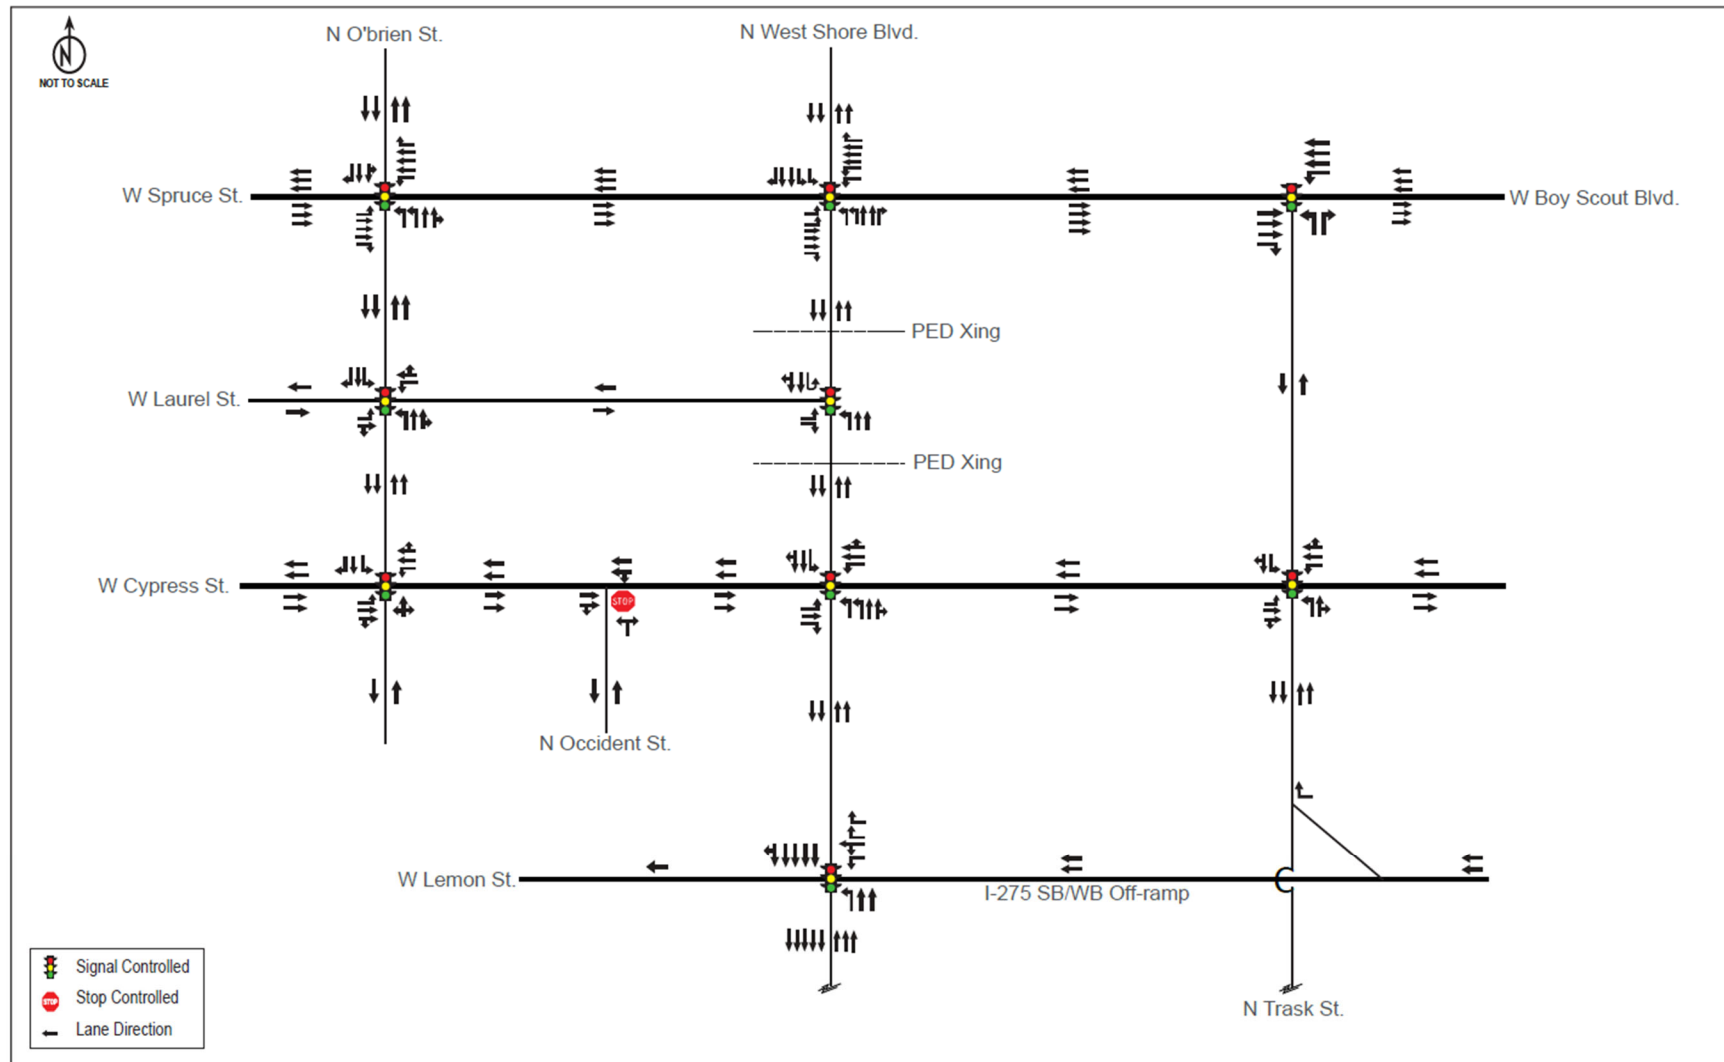 N O'brien St.
N West Shore Blvd.
N
NOT TO SCALE
W Spruce St.
W Boy Scout Blvd.
PED Xing
W Laurel St.
PED Xing
W Cypress St.
STOP
N Occident St.
W Lemon St.
I-275 SB/WB Off-ramp
Signal Controlled
STOP
Stop Controlled
Lane Direction
N Trask St.